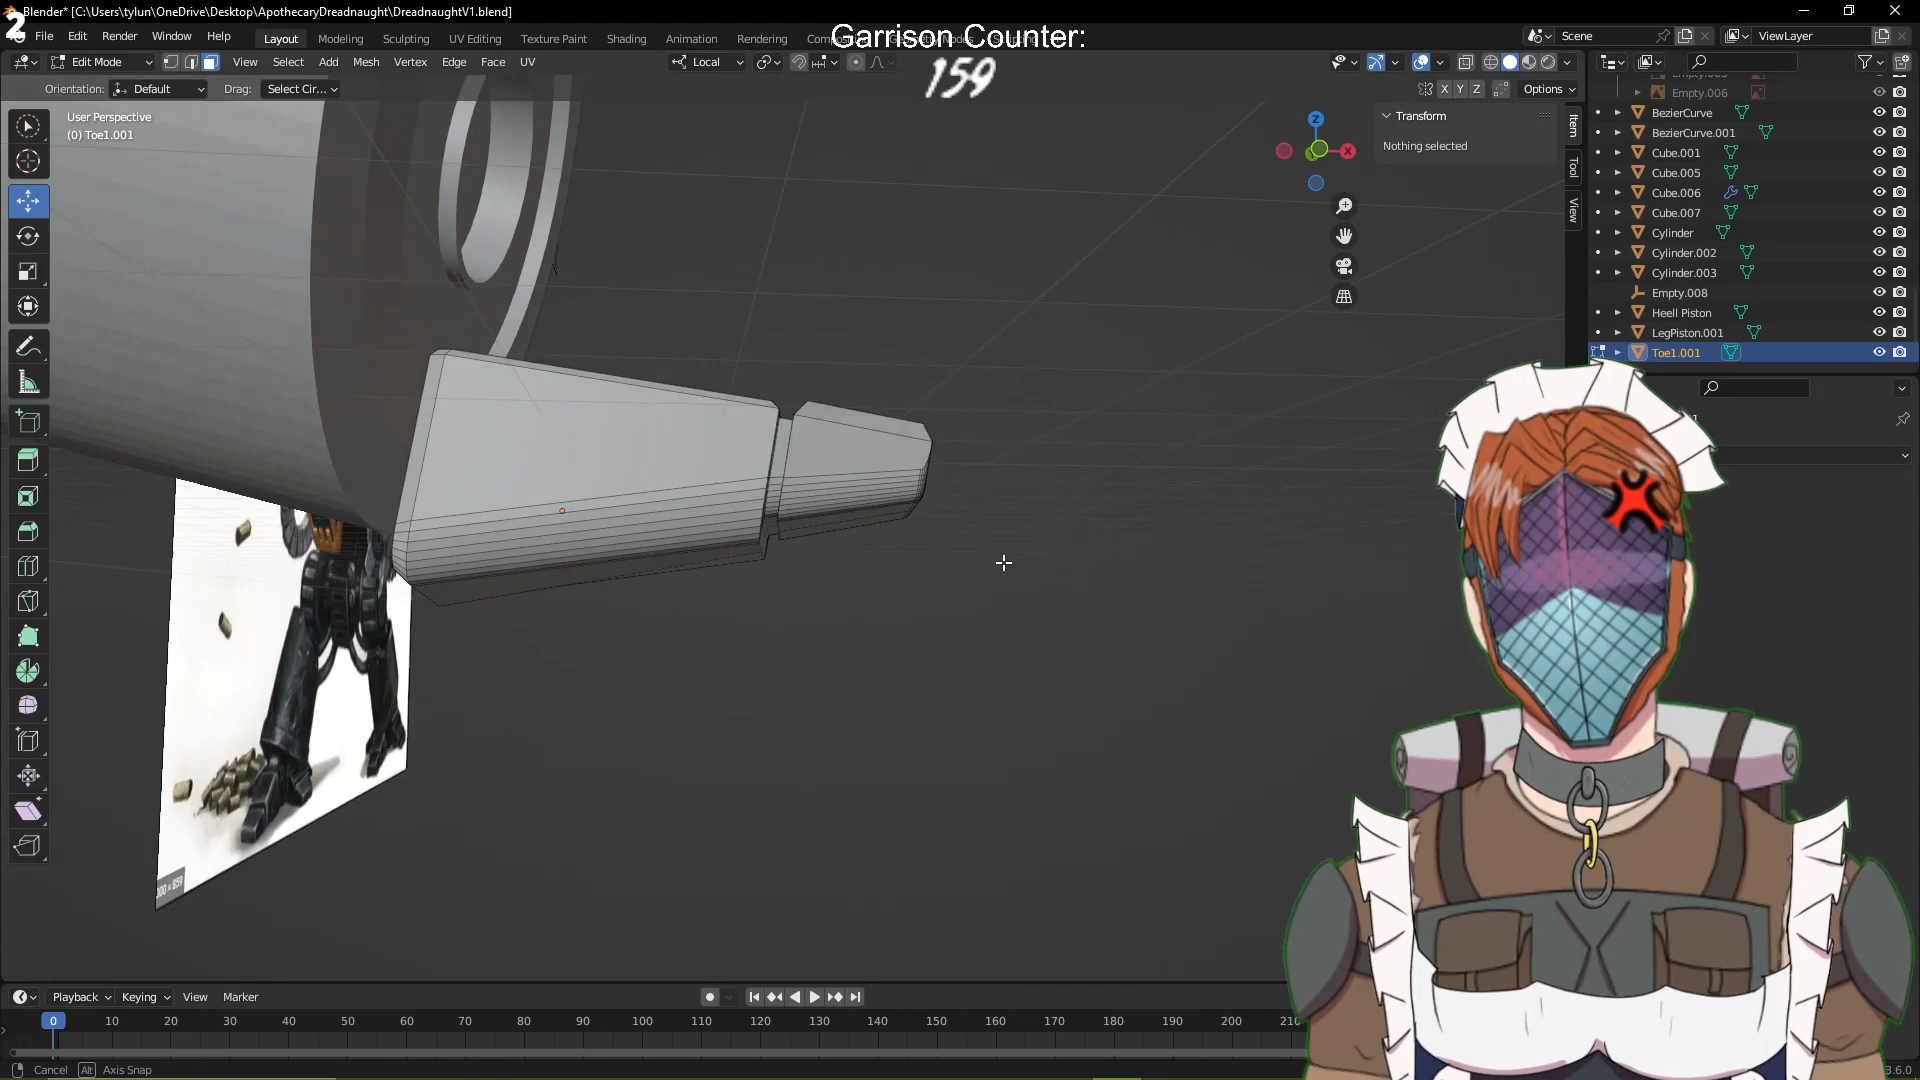 2
Blender* [C:\Users\tylun\OneDrive\Desktop\ApothecaryDreadnaught\DreadnaughtV1.blend]
File Edit Render Window Help
Layout Modeling Sculpting UV Editing Texture Paint Shading Animation Rendering
Garrison Counter:
159
Scene
ViewLayer
Edit Mode View Select Add Mesh Vertex Edge Face UV
Local
Orientation: Default Drag: Select Cir...
X Y Z Options
User Perspective
(0) Toe1.001
Z
X
Transform
Nothing selected
Item
Tool
View
Empty.006
BezierCurve
BezierCurve.001
Cube.001
Cube.005
Cube.006
Cube.007
Cylinder
Cylinder.002
Cylinder.003
Empty.008
Heell Piston
LegPiston.001
Toe1.001
Playback Keying View Marker
0 10 20 30 40 50 60 70 80 90 100 110 120 130 140 150 160 170 180 190 200 210
Cancel Alt Axis Snap
3.6.0